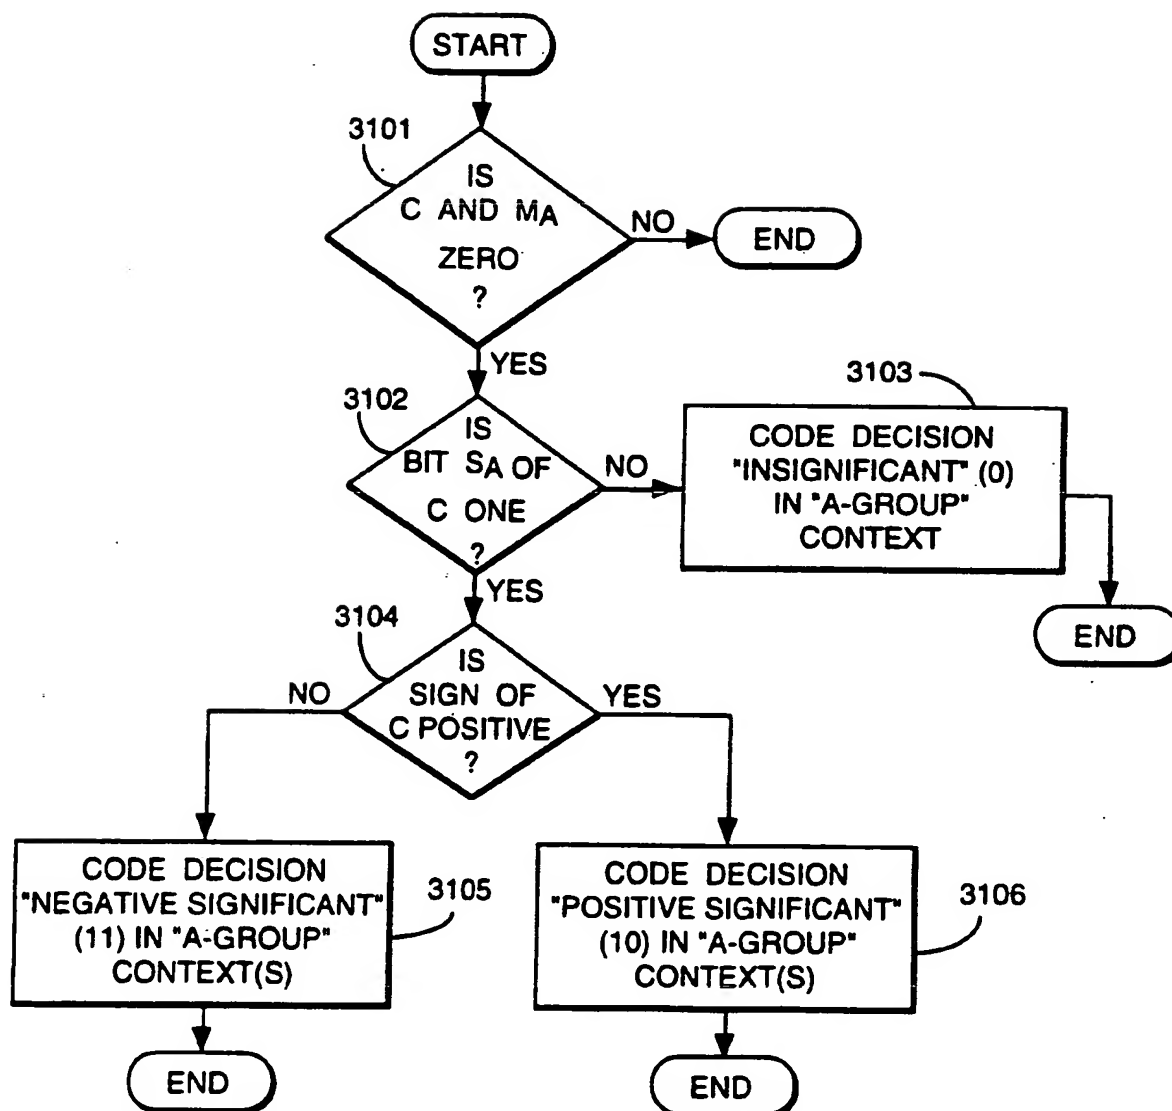 START
3101
IS
C AND MA
ZERO
?
NO
END
YES
3102
IS
BIT SA OF
C ONE
?
NO
3103
CODE DECISION
"INSIGNIFICANT" (0)
IN "A-GROUP"
CONTEXT
END
YES
3104
IS
SIGN OF
C POSITIVE
?
NO
YES
CODE DECISION
"NEGATIVE SIGNIFICANT"
(11) IN "A-GROUP"
CONTEXT(S)
3105
END
CODE DECISION
"POSITIVE SIGNIFICANT"
(10) IN "A-GROUP"
CONTEXT(S)
3106
END